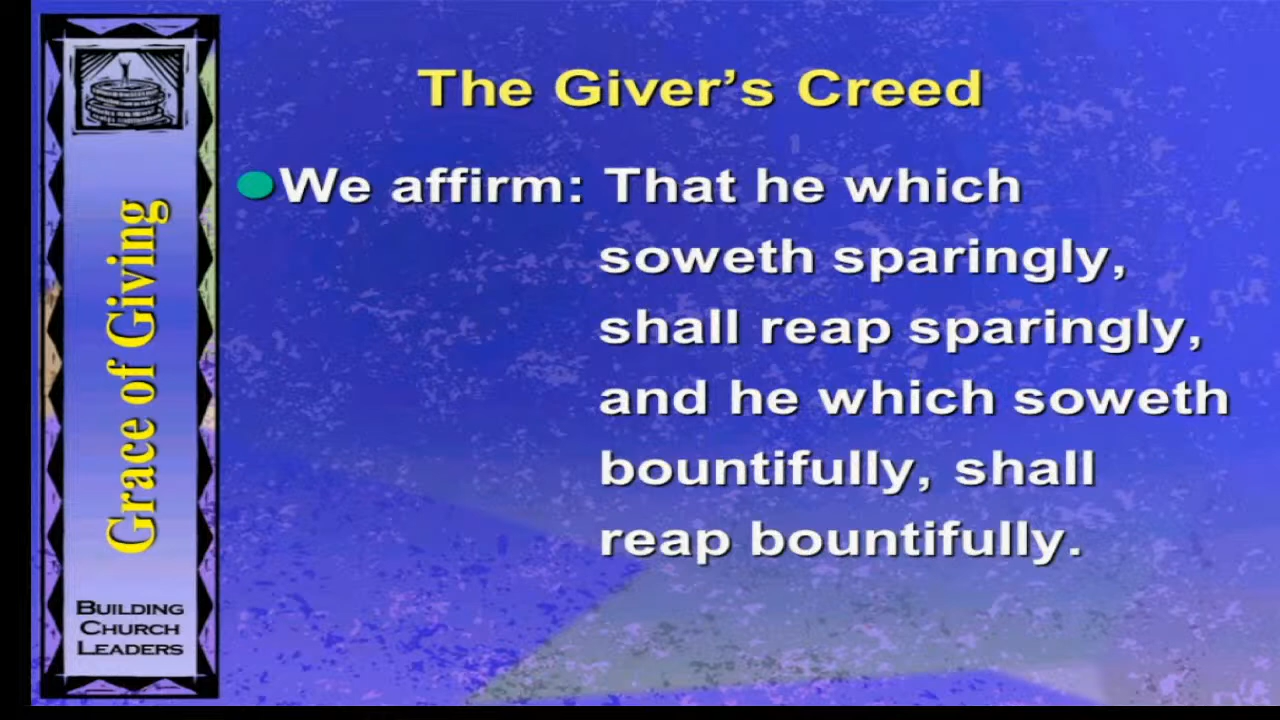 The Giver's Creed
We affirm: That he which
soweth sparingly,
shall reap sparingly,
and he which soweth
bountifully, shall
reap bountifully.
Grace of Giving
BUILDING
CHURCH
LEADERS